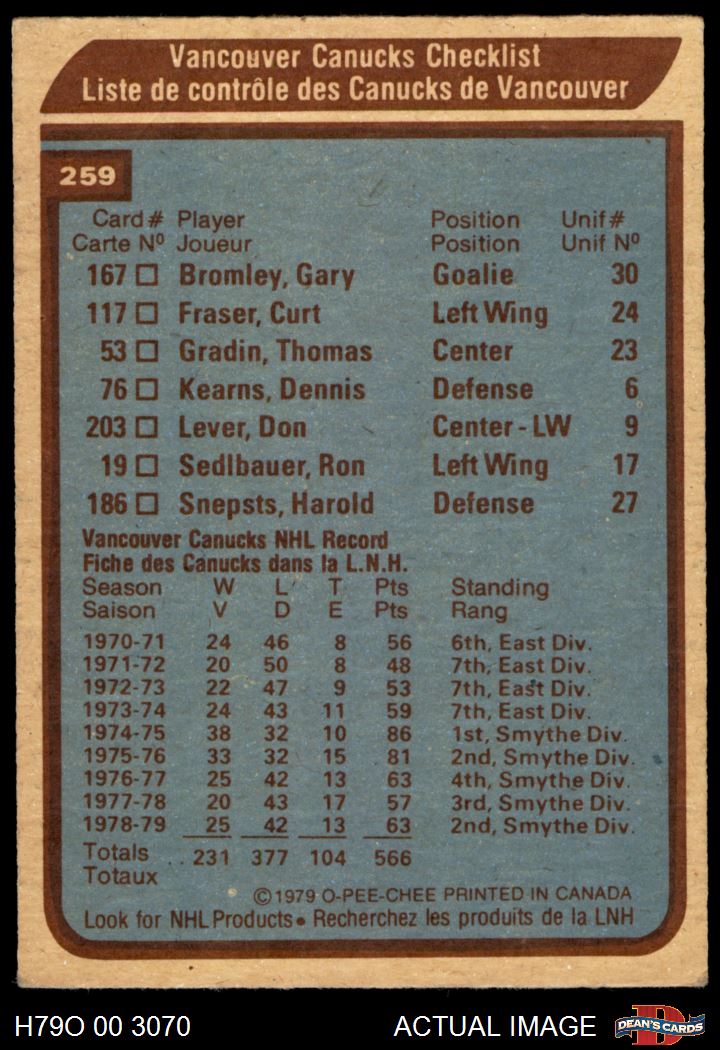 Vancouver Canucks Checklist
Liste de contrôle des Canucks de Vancouver
259
Card # Player Position Unif #
Carte Nº Joueur Position Unif Nº
167 □ Bromley, Gary Goalie 30
117 □ Fraser, Curt Left Wing 24
53 □ Gradin, Thomas Center 23
76 □ Kearns, Dennis Defense 6
203 □ Lever, Don Center - LW 9
19 □ Sedlbauer, Ron Left Wing 17
186 □ Snepsts, Harold Defense 27
Vancouver Canucks NHL Record
Fiche des Canucks dans la L.N.H.
Season W L T Pts Standing
Saison V D E Pts Rang
1970-71 24 46 8 56 6th, East Div.
1971-72 20 50 8 48 7th, East Div.
1972-73 22 47 9 53 7th, East Div.
1973-74 24 43 11 59 7th, East Div.
1974-75 38 32 10 86 1st, Smythe Div.
1975-76 33 32 15 81 2nd, Smythe Div.
1976-77 25 42 13 63 4th, Smythe Div.
1977-78 20 43 17 57 3rd, Smythe Div.
1978-79 25 42 13 63 2nd, Smythe Div.
Totals .. 231 377 104 566
Totaux
©1979 O-PEE-CHEE PRINTED IN CANADA
Look for NHL Products • Recherchez les produits de la LNH
H79O 00 3070 ACTUAL IMAGE DEAN'S CARDS